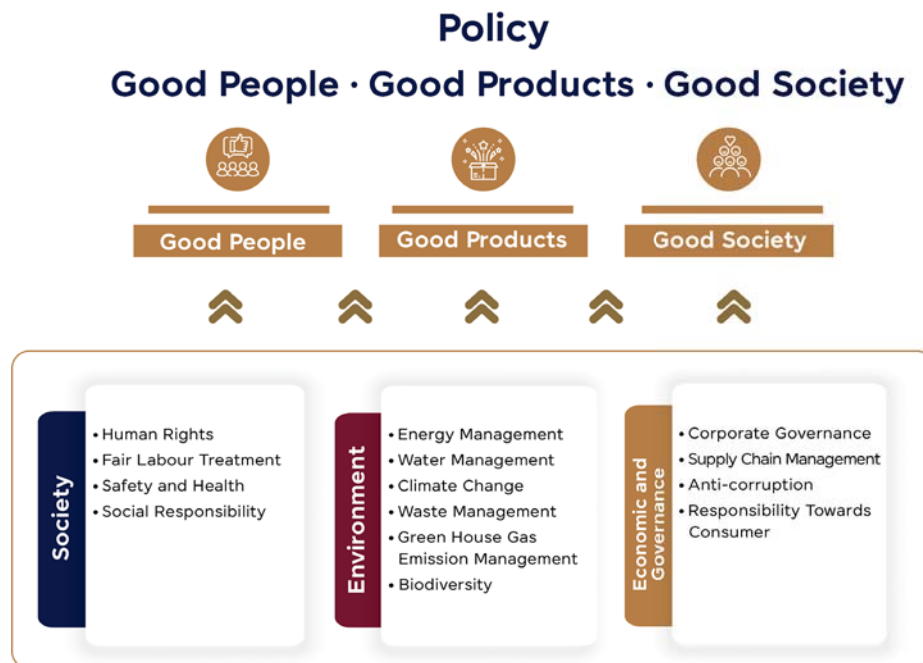 Policy
Good People · Good Products · Good Society
Good People
Good Products
Good Society
Society
• Human Rights
• Fair Labour Treatment
• Safety and Health
• Social Responsibility
Environment
• Energy Management
• Water Management
• Climate Change
• Waste Management
• Green House Gas
Emission Management
• Biodiversity
Economic and
Governance
• Corporate Governance
• Supply Chain Management
• Anti-corruption
• Responsibility Towards
Consumer